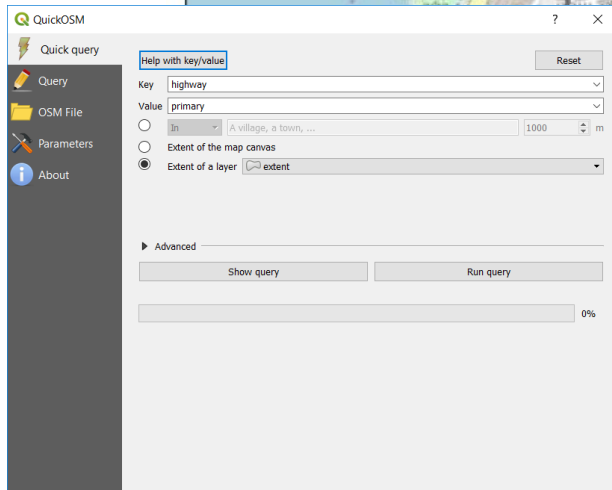 QuickOSM ? ×
Quick query
Query
OSM File
Parameters
About
Help with key/value Reset
Key highway
Value primary
In A village, a town, ... 1000 m
Extent of the map canvas
Extent of a layer extent
Advanced
Show query Run query
0%